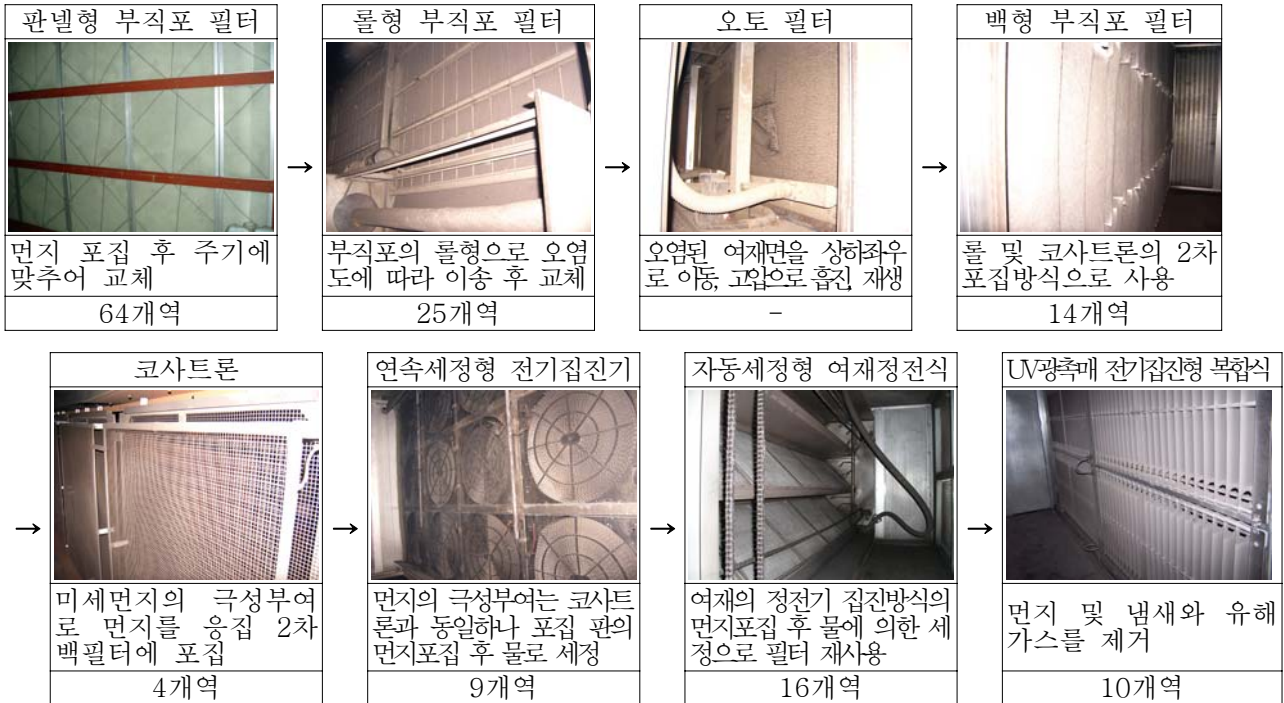 판넬형 부직포 필터
롤형 부직포 필터
오토 필터
백형 부직포 필터
→
→
→
먼지 포집 후 주기에
맞추어 교체
부직포의 롤형으로 오염
도에 따라 이송 후 교체
오염된 여재면을 상하좌우
로 이동, 고압으로 흡진, 재생
롤 및 코사트론의 2차
포집방식으로 사용
64개역
25개역
-
14개역
코사트론
연속세정형 전기집진기
자동세정형 여재정전식
UV광촉매 전기집진형 복합식
→
→
→
→
미세먼지의 극성부여
로 먼지를 응집 2차
백필터에 포집
먼지의 극성부여는 코사트
론과 동일하나 포집 판의
먼지포집 후 물로 세정
여재의 정전기 집진방식의
먼지포집 후 물에 의한 세
정으로 필터 재사용
먼지 및 냄새와 유해
가스를 제거
4개역
9개역
16개역
10개역